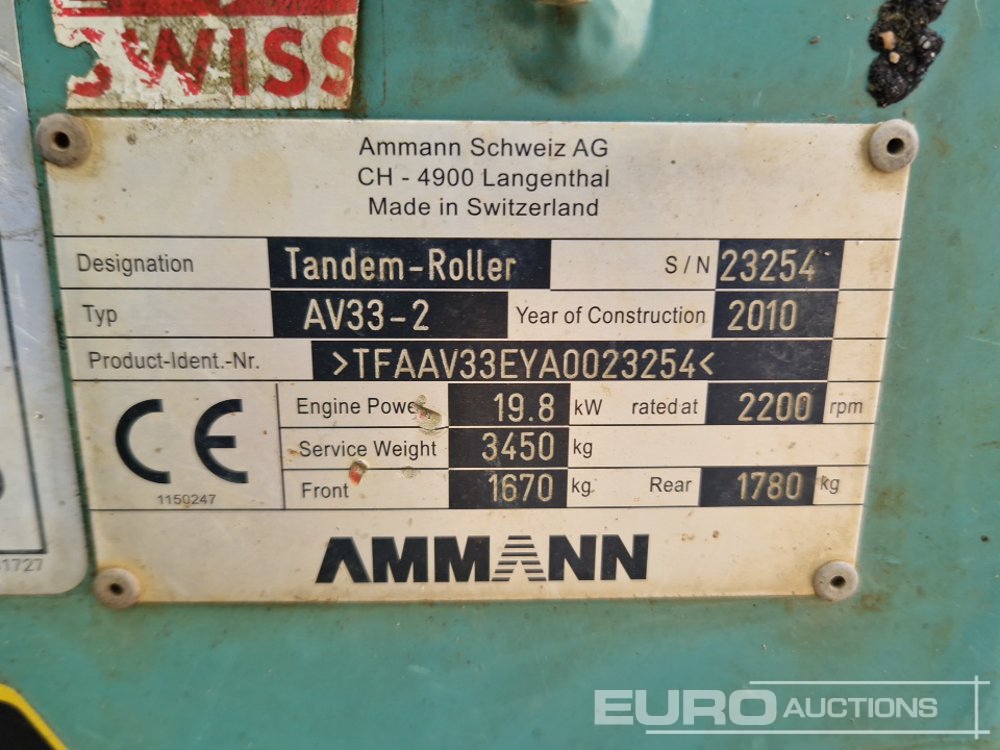 SWISS
Ammann Schweiz AG
CH - 4900 Langenthal
Made in Switzerland
Designation Tandem-Roller S/N 23254
Typ AV33-2 Year of Construction 2010
Product-Ident.-Nr. >TFAAV33EYA0023254<
Engine Power 19.8 kW rated at 2200 rpm
Service Weight 3450 kg
Front 1670 kg Rear 1780 kg
CE
1150247
1727
AMMANN
EURO AUCTIONS